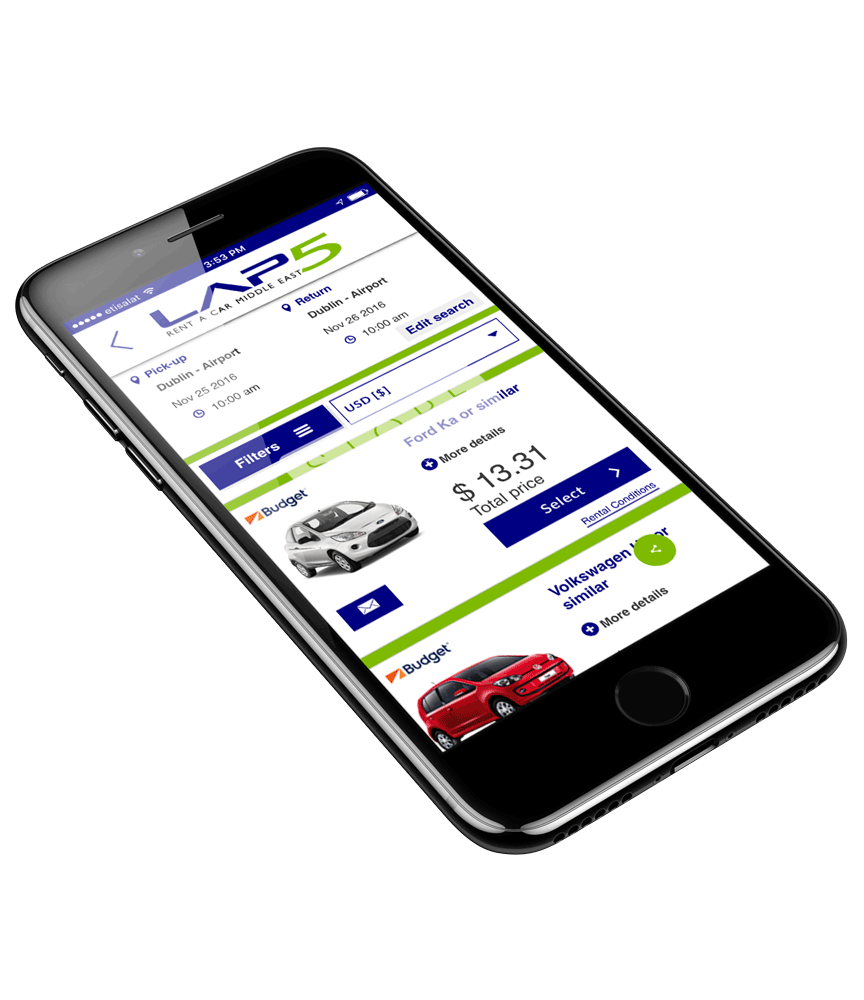 etisalat
3:53 PM
LAP5
RENT A CAR MIDDLE EAST
Pick-up
Dublin - Airport
Nov 25 2016
10:00 am
Return
Dublin - Airport
Nov 26 2016
10:00 am
Edit search
Filters
USD [$]
Budget
Ford Ka or similar
More details
$ 13.31
Total price
Select
Rental Conditions
Budget
Volkswagen or
similar
More details